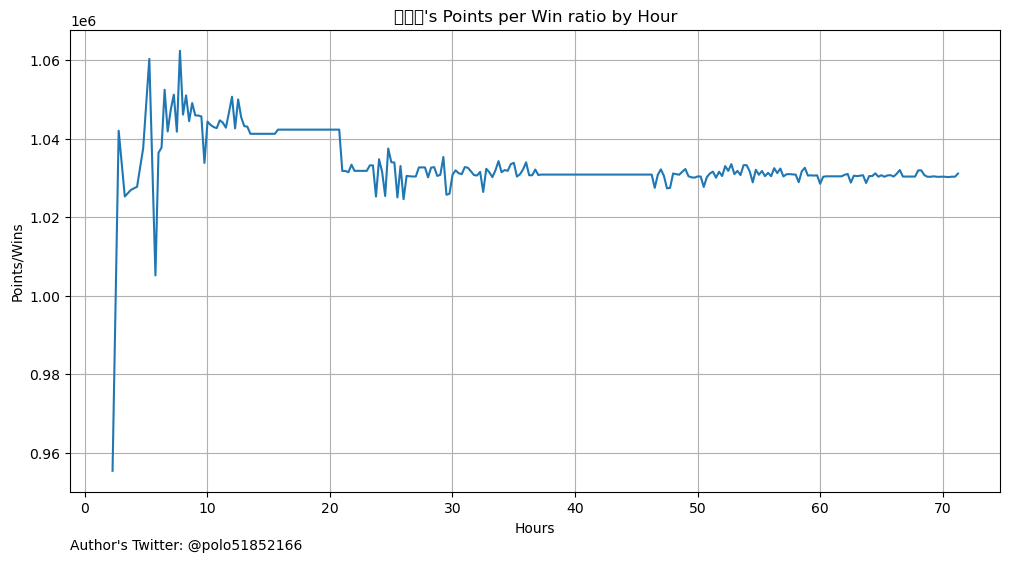 's Points per Win ratio by Hour
1e6
1.06
1.04
1.02
1.00
0.98
0.96
Points/Wins
0 10 20 30 40 50 60 70
Hours
Author's Twitter: @polo51852166